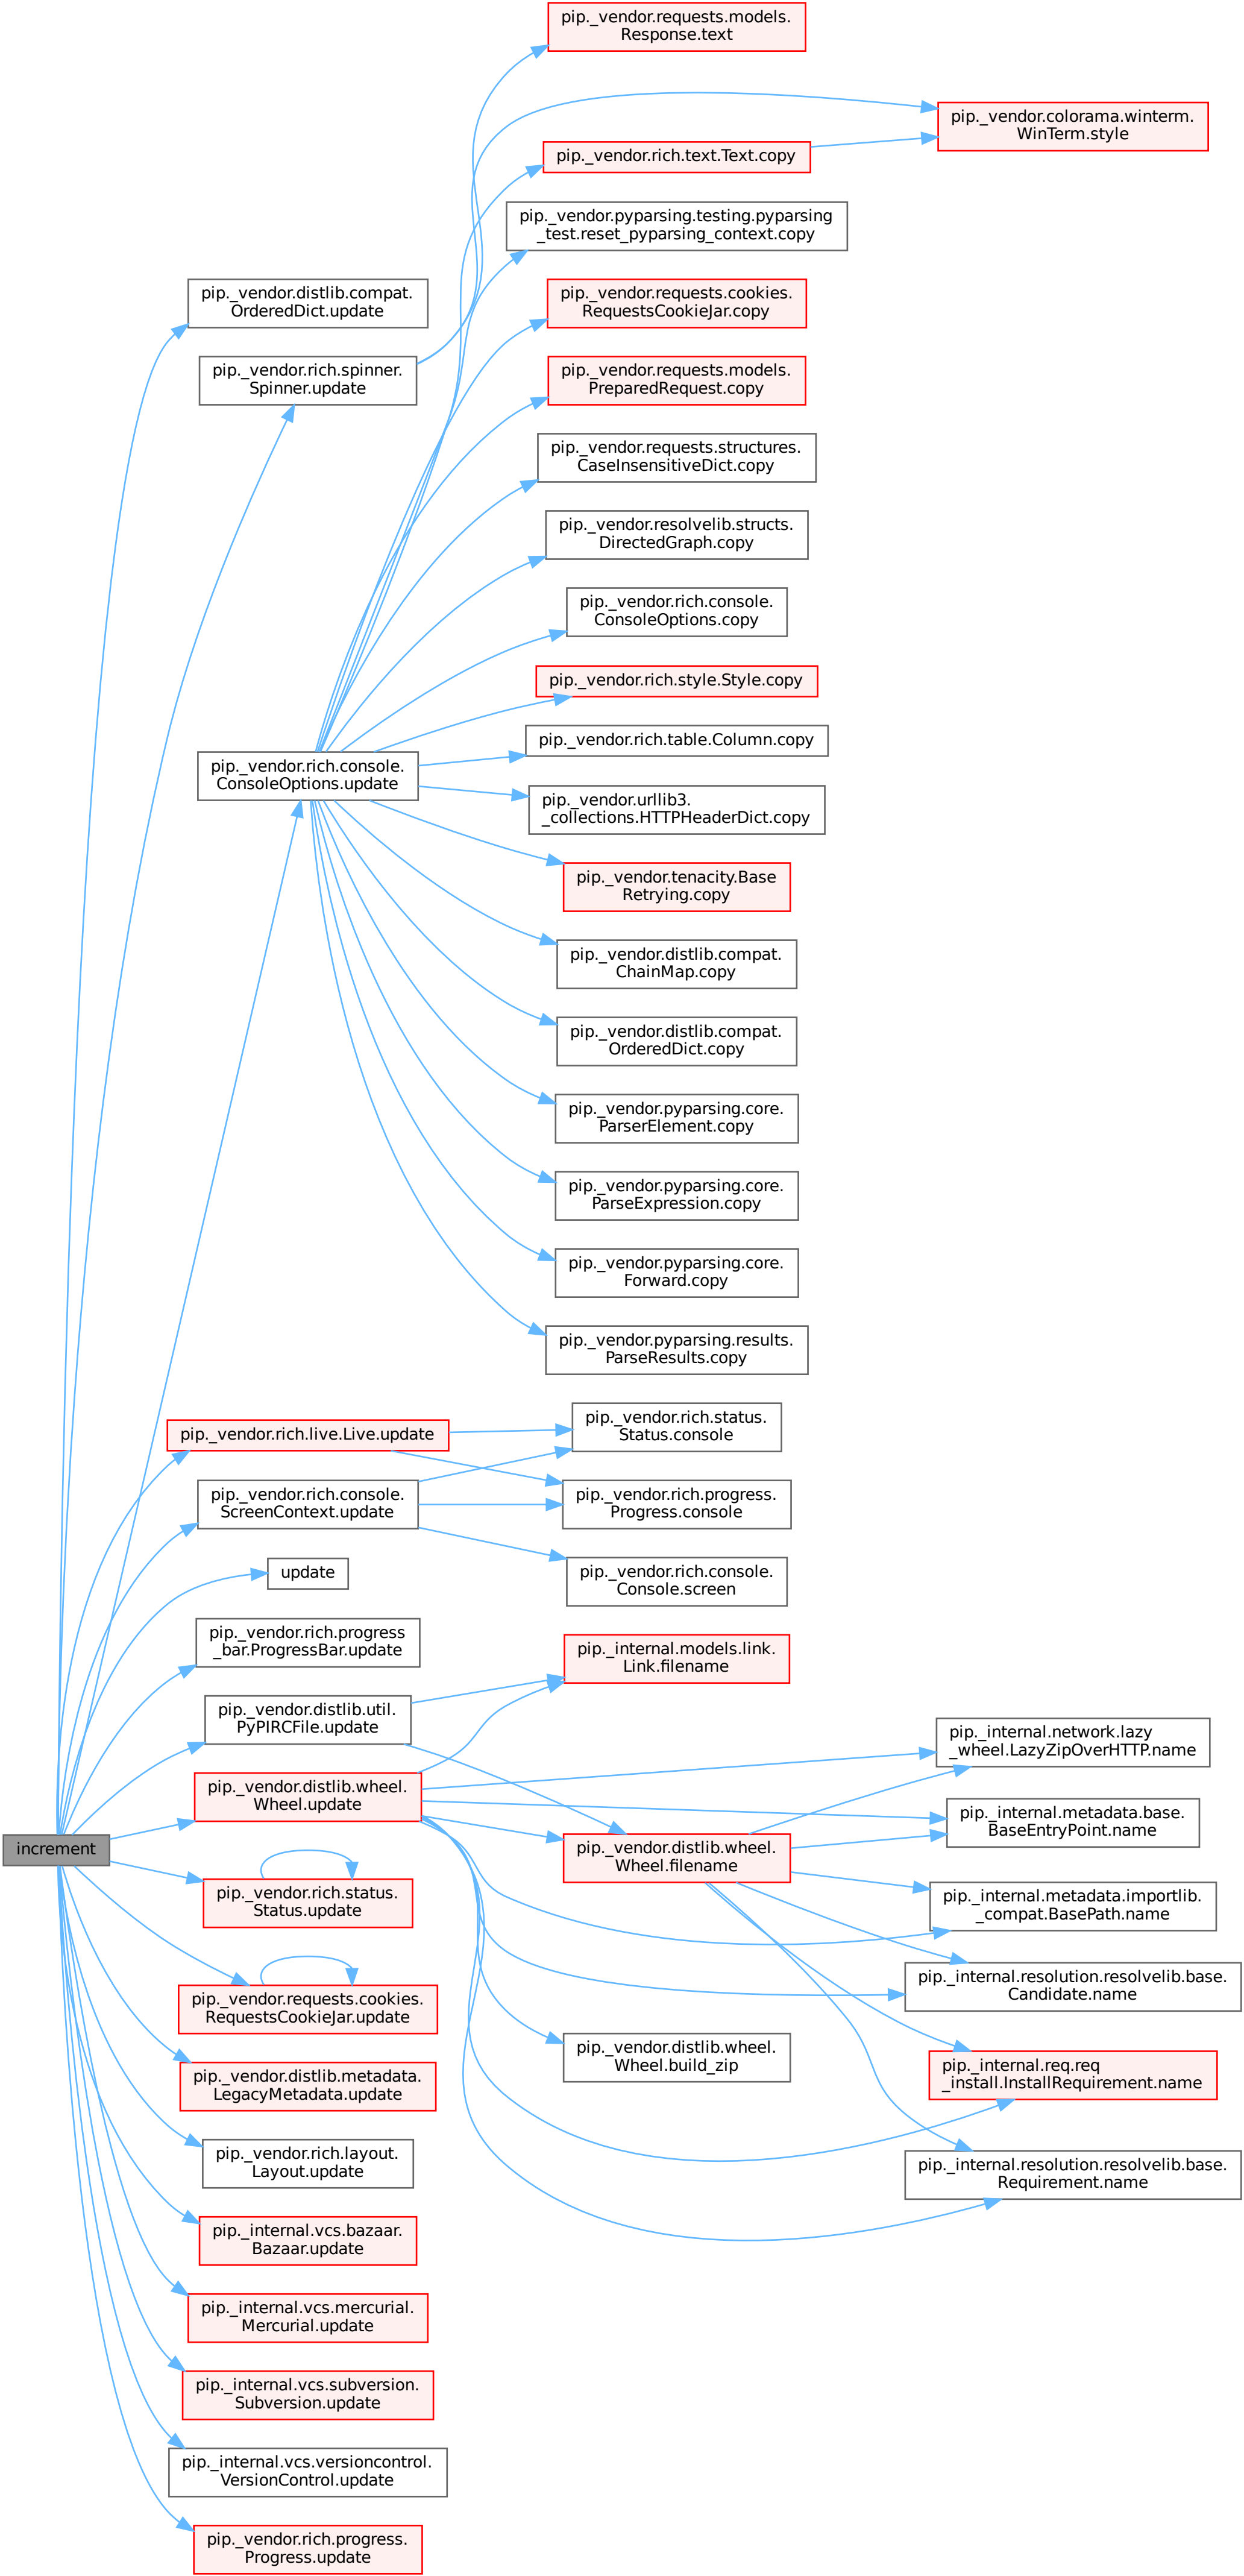 increment
pip._vendor.distlib.compat.
OrderedDict.update
pip._vendor.rich.spinner.
Spinner.update
pip._vendor.rich.console.
ConsoleOptions.update
pip._vendor.rich.live.Live.update
pip._vendor.rich.console.
ScreenContext.update
update
pip._vendor.rich.progress
_bar.ProgressBar.update
pip._vendor.distlib.util.
PyPIRCFile.update
pip._vendor.distlib.wheel.
Wheel.update
pip._vendor.rich.status.
Status.update
pip._vendor.requests.cookies.
RequestsCookieJar.update
pip._vendor.distlib.metadata.
LegacyMetadata.update
pip._vendor.rich.layout.
Layout.update
pip._internal.vcs.bazaar.
Bazaar.update
pip._internal.vcs.mercurial.
Mercurial.update
pip._internal.vcs.subversion.
Subversion.update
pip._internal.vcs.versioncontrol.
VersionControl.update
pip._vendor.rich.progress.
Progress.update
pip._vendor.requests.models.
Response.text
pip._vendor.rich.text.Text.copy
pip._vendor.pyparsing.testing.pyparsing
_test.reset_pyparsing_context.copy
pip._vendor.requests.cookies.
RequestsCookieJar.copy
pip._vendor.requests.models.
PreparedRequest.copy
pip._vendor.requests.structures.
CaseInsensitiveDict.copy
pip._vendor.resolvelib.structs.
DirectedGraph.copy
pip._vendor.rich.console.
ConsoleOptions.copy
pip._vendor.rich.style.Style.copy
pip._vendor.rich.table.Column.copy
pip._vendor.urllib3.
_collections.HTTPHeaderDict.copy
pip._vendor.tenacity.Base
Retrying.copy
pip._vendor.distlib.compat.
ChainMap.copy
pip._vendor.distlib.compat.
OrderedDict.copy
pip._vendor.pyparsing.core.
ParserElement.copy
pip._vendor.pyparsing.core.
ParseExpression.copy
pip._vendor.pyparsing.core.
Forward.copy
pip._vendor.pyparsing.results.
ParseResults.copy
pip._vendor.rich.status.
Status.console
pip._vendor.rich.progress.
Progress.console
pip._vendor.rich.console.
Console.screen
pip._internal.models.link.
Link.filename
pip._vendor.distlib.wheel.
Wheel.filename
pip._vendor.distlib.wheel.
Wheel.build_zip
pip._vendor.colorama.winterm.
WinTerm.style
pip._internal.network.lazy
_wheel.LazyZipOverHTTP.name
pip._internal.metadata.base.
BaseEntryPoint.name
pip._internal.metadata.importlib.
_compat.BasePath.name
pip._internal.resolution.resolvelib.base.
Candidate.name
pip._internal.req.req
_install.InstallRequirement.name
pip._internal.resolution.resolvelib.base.
Requirement.name